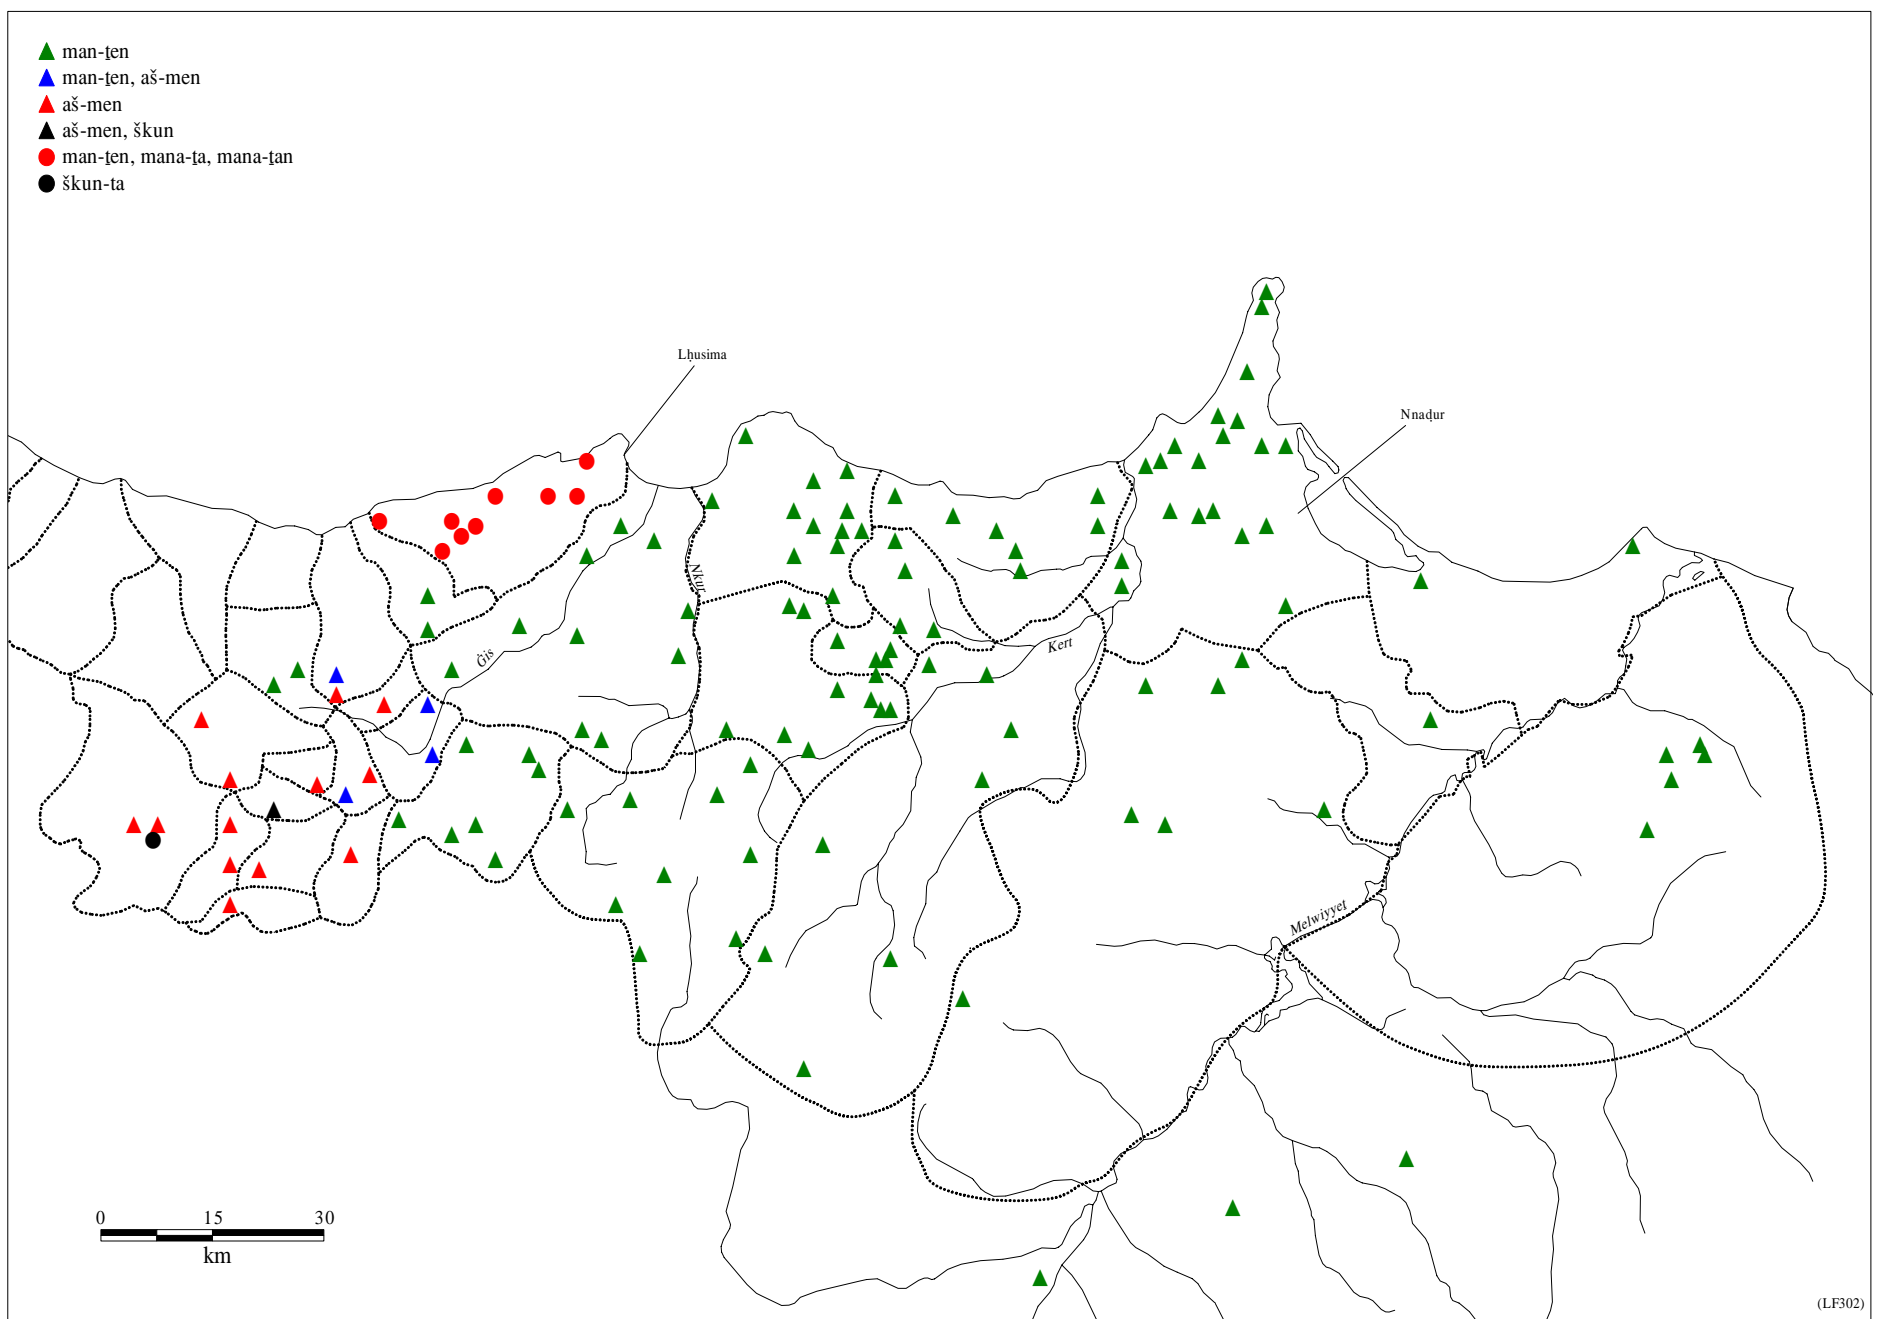 man-ṯen
man-ṯen, aš-men
aš-men
aš-men, škun
man-ṯen, mana-ṯa, mana-ṯan
škun-ta
Lḥusima
Nnaḍur
Nkur
Kert
Ġis
Melwiyyeṯ
0 15 30
km
(LF302)